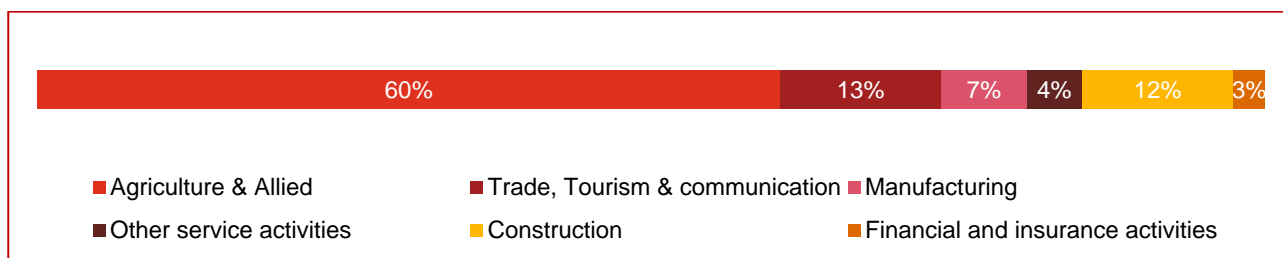 60% 13% 7% 4% 12% 3%
Agriculture & Allied Trade, Tourism & communication Manufacturing
Other service activities Construction Financial and insurance activities